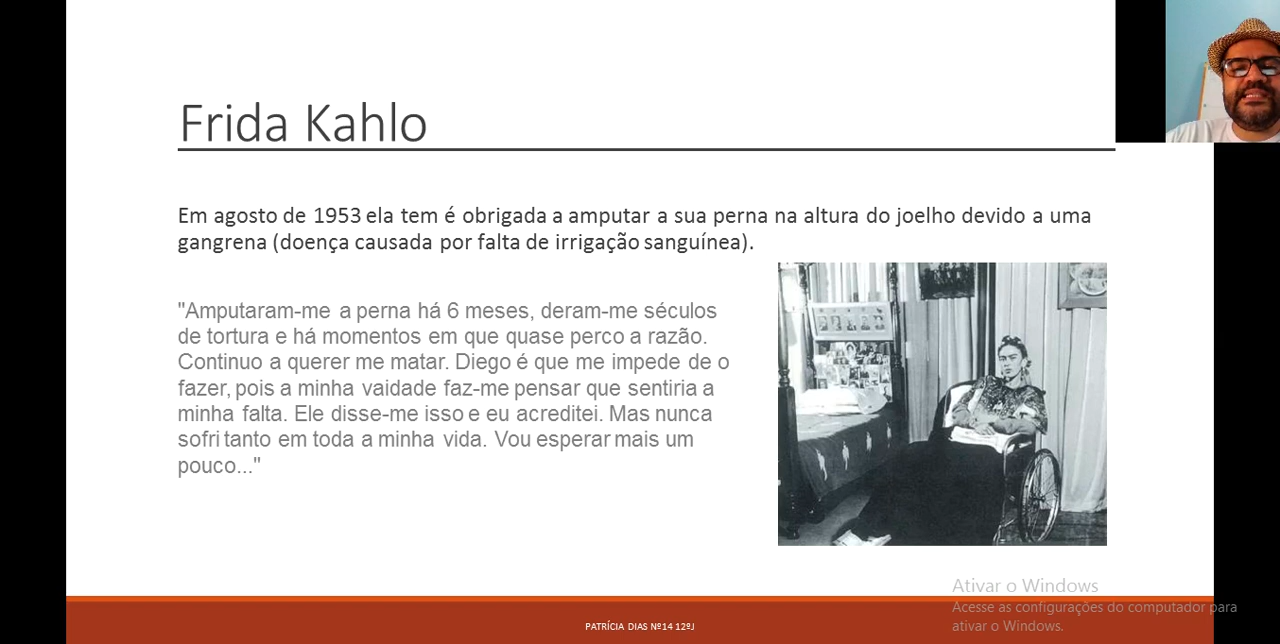 Frida Kahlo
Em agosto de 1953 ela tem é obrigada a amputar a sua perna na altura do joelho devido a uma
gangrena (doença causada por falta de irrigação sanguínea).
"Amputaram-me a perna há 6 meses, deram-me séculos
de tortura e há momentos em que quase perco a razão.
Continuo a querer me matar. Diego é que me impede de o
fazer, pois a minha vaidade faz-me pensar que sentiria a
minha falta. Ele disse-me isso e eu acreditei. Mas nunca
sofri tanto em toda a minha vida. Vou esperar mais um
pouco..."
Ativar o Windows
Acesse as configurações do computador para
ativar o Windows.
PATRÍCIA DIAS Nº14 12ºJ